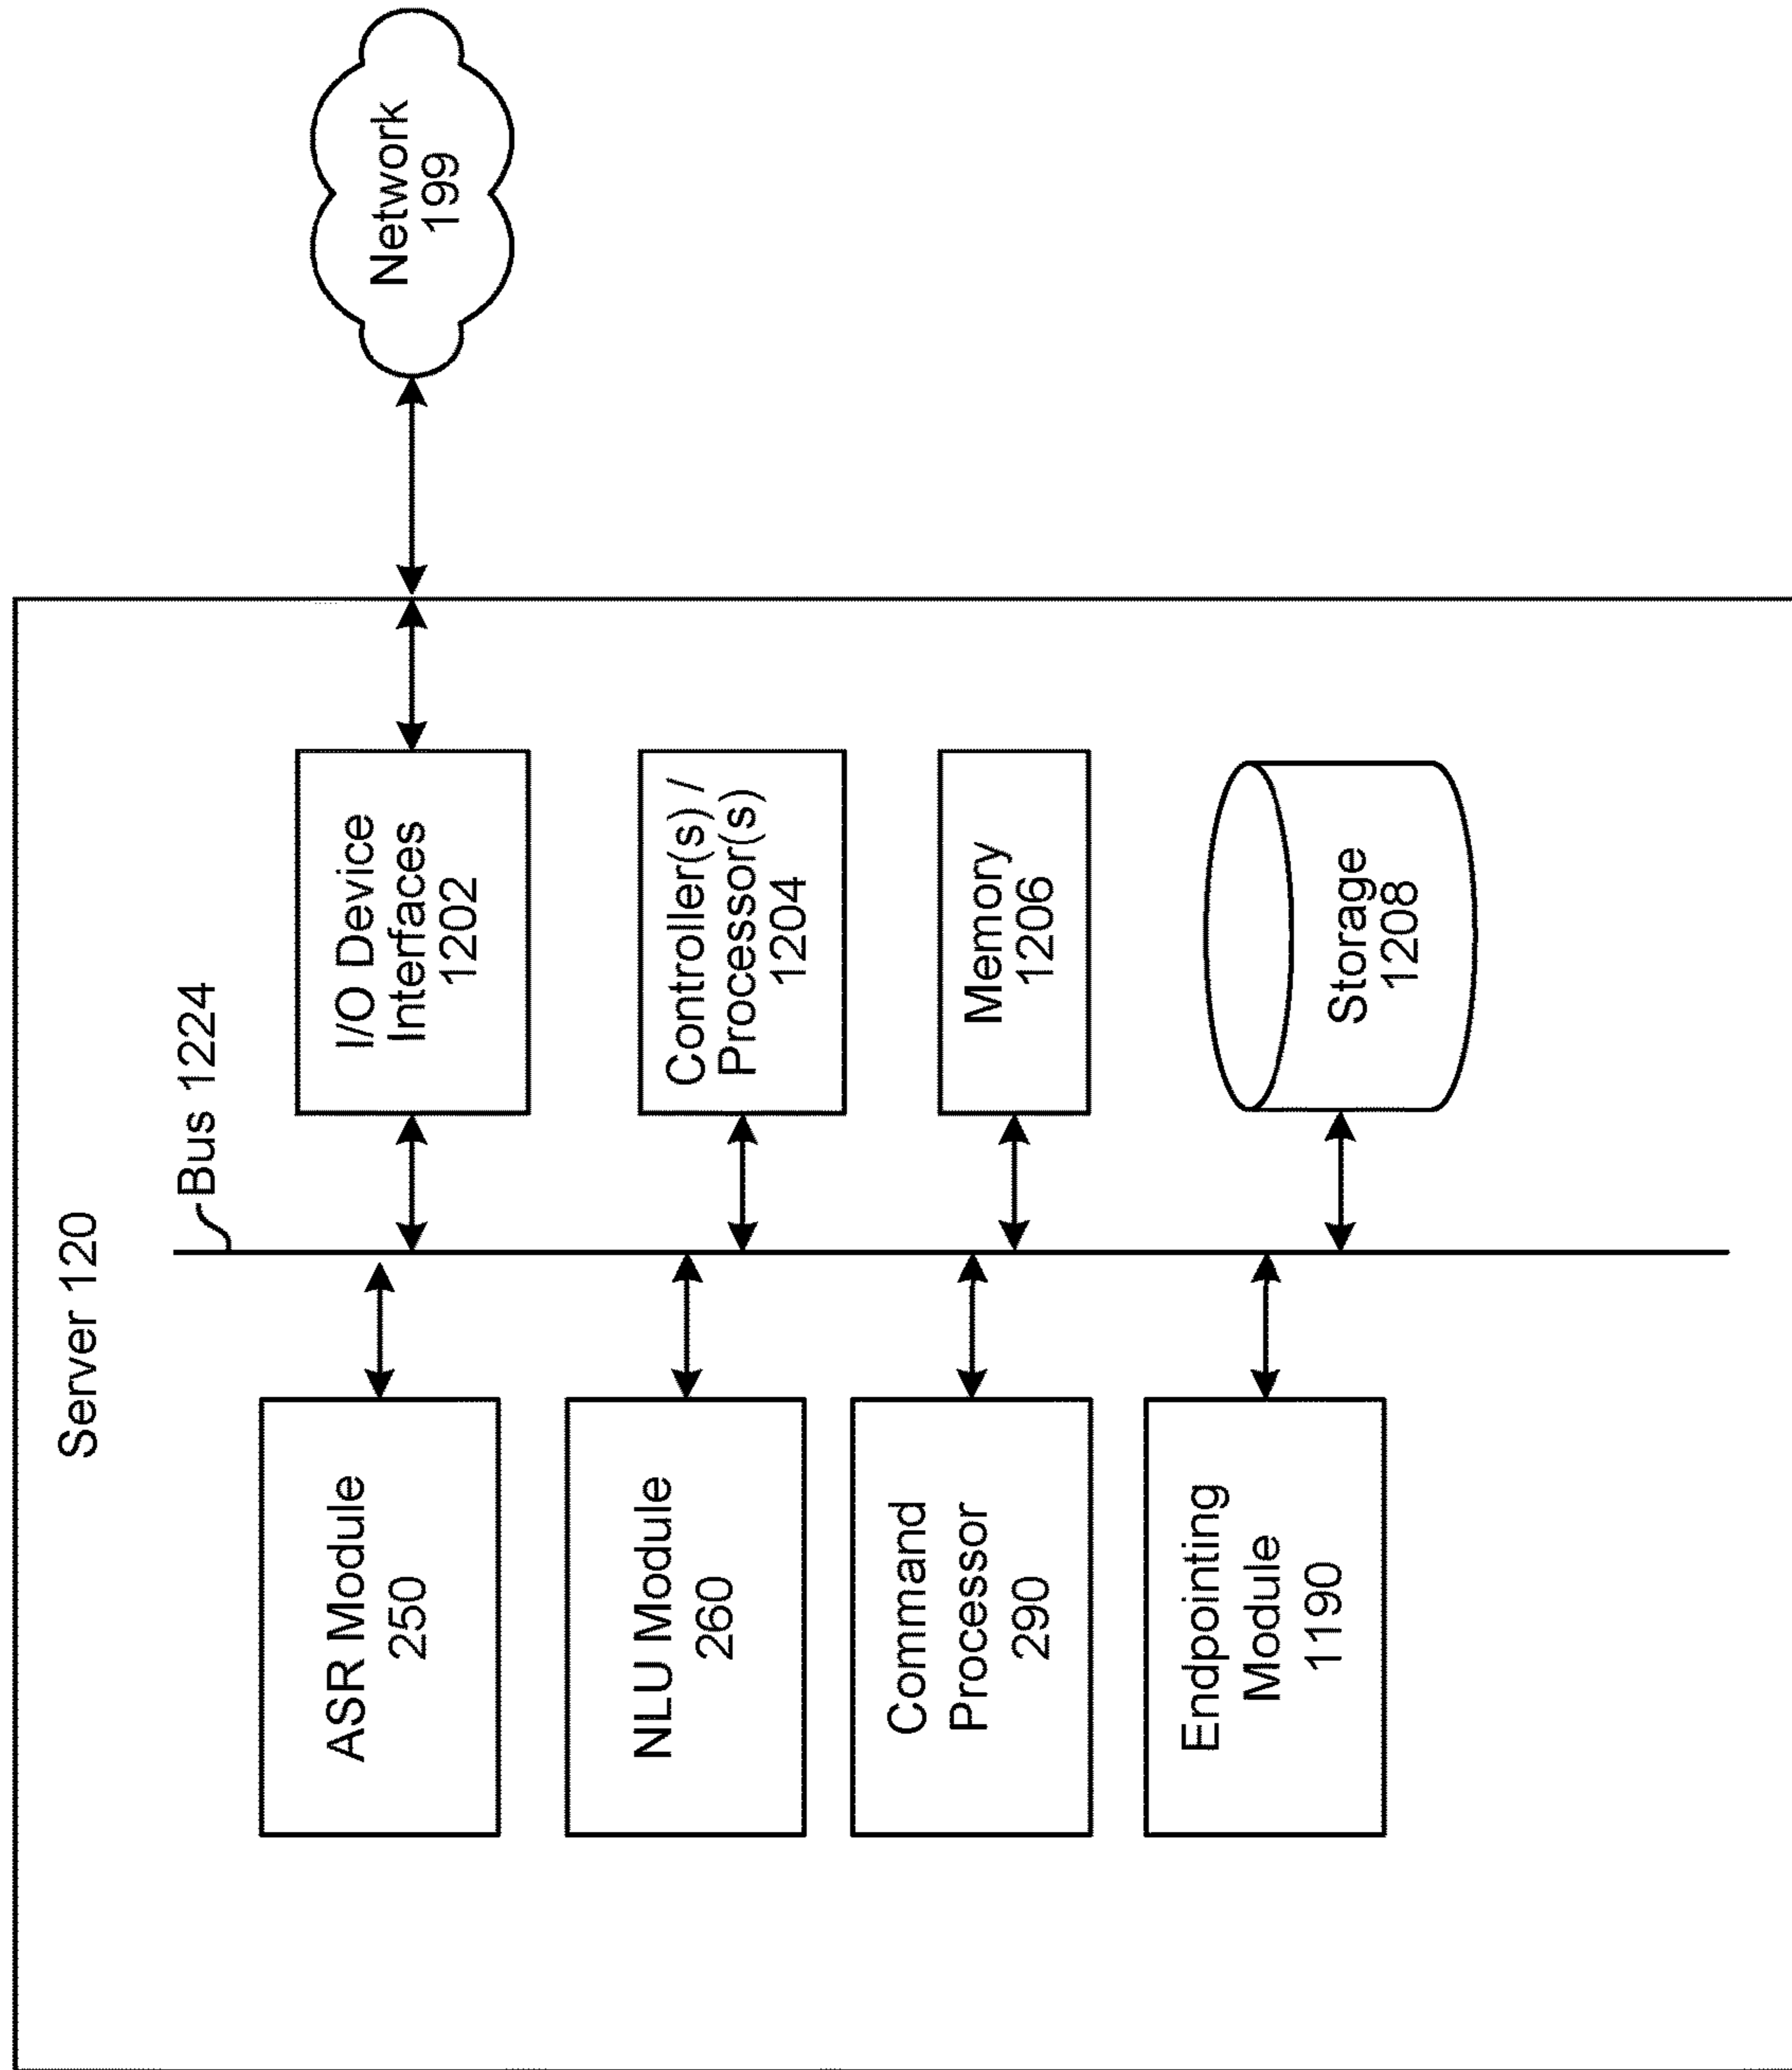 Server 120
Bus 1224
ASR Module
250
NLU Module
260
Command
Processor
290
Endpointing
Module
1190
I/O Device
Interfaces
1202
Controller(s) /
Processor(s)
1204
Memory
1206
Storage
1208
Network
199